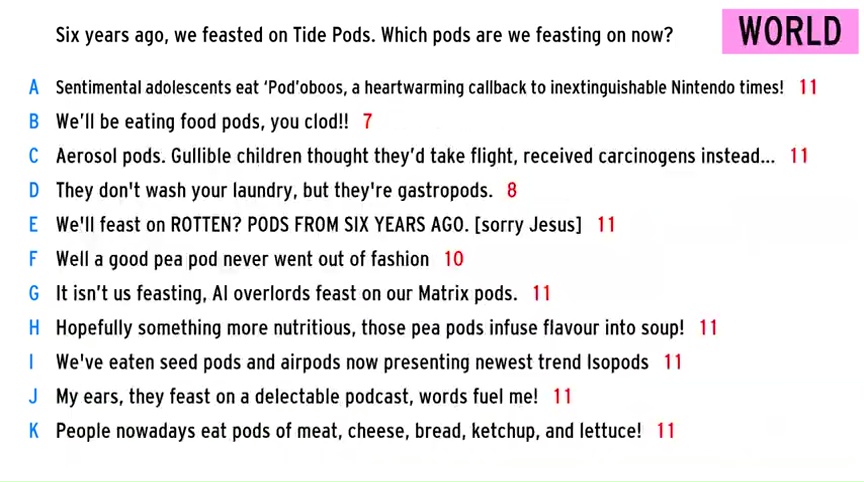 Six years ago, we feasted on Tide Pods. Which pods are we feasting on now?
WORLD
A Sentimental adolescents eat ‘Pod’oboos, a heartwarming callback to inextinguishable Nintendo times! 11
B We’ll be eating food pods, you clod!! 7
C Aerosol pods. Gullible children thought they’d take flight, received carcinogens instead... 11
D They don't wash your laundry, but they're gastropods. 8
E We'll feast on ROTTEN? PODS FROM SIX YEARS AGO. [sorry Jesus] 11
F Well a good pea pod never went out of fashion 10
G It isn’t us feasting, AI overlords feast on our Matrix pods. 11
H Hopefully something more nutritious, those pea pods infuse flavour into soup! 11
I We've eaten seed pods and airpods now presenting newest trend Isopods 11
J My ears, they feast on a delectable podcast, words fuel me! 11
K People nowadays eat pods of meat, cheese, bread, ketchup, and lettuce! 11